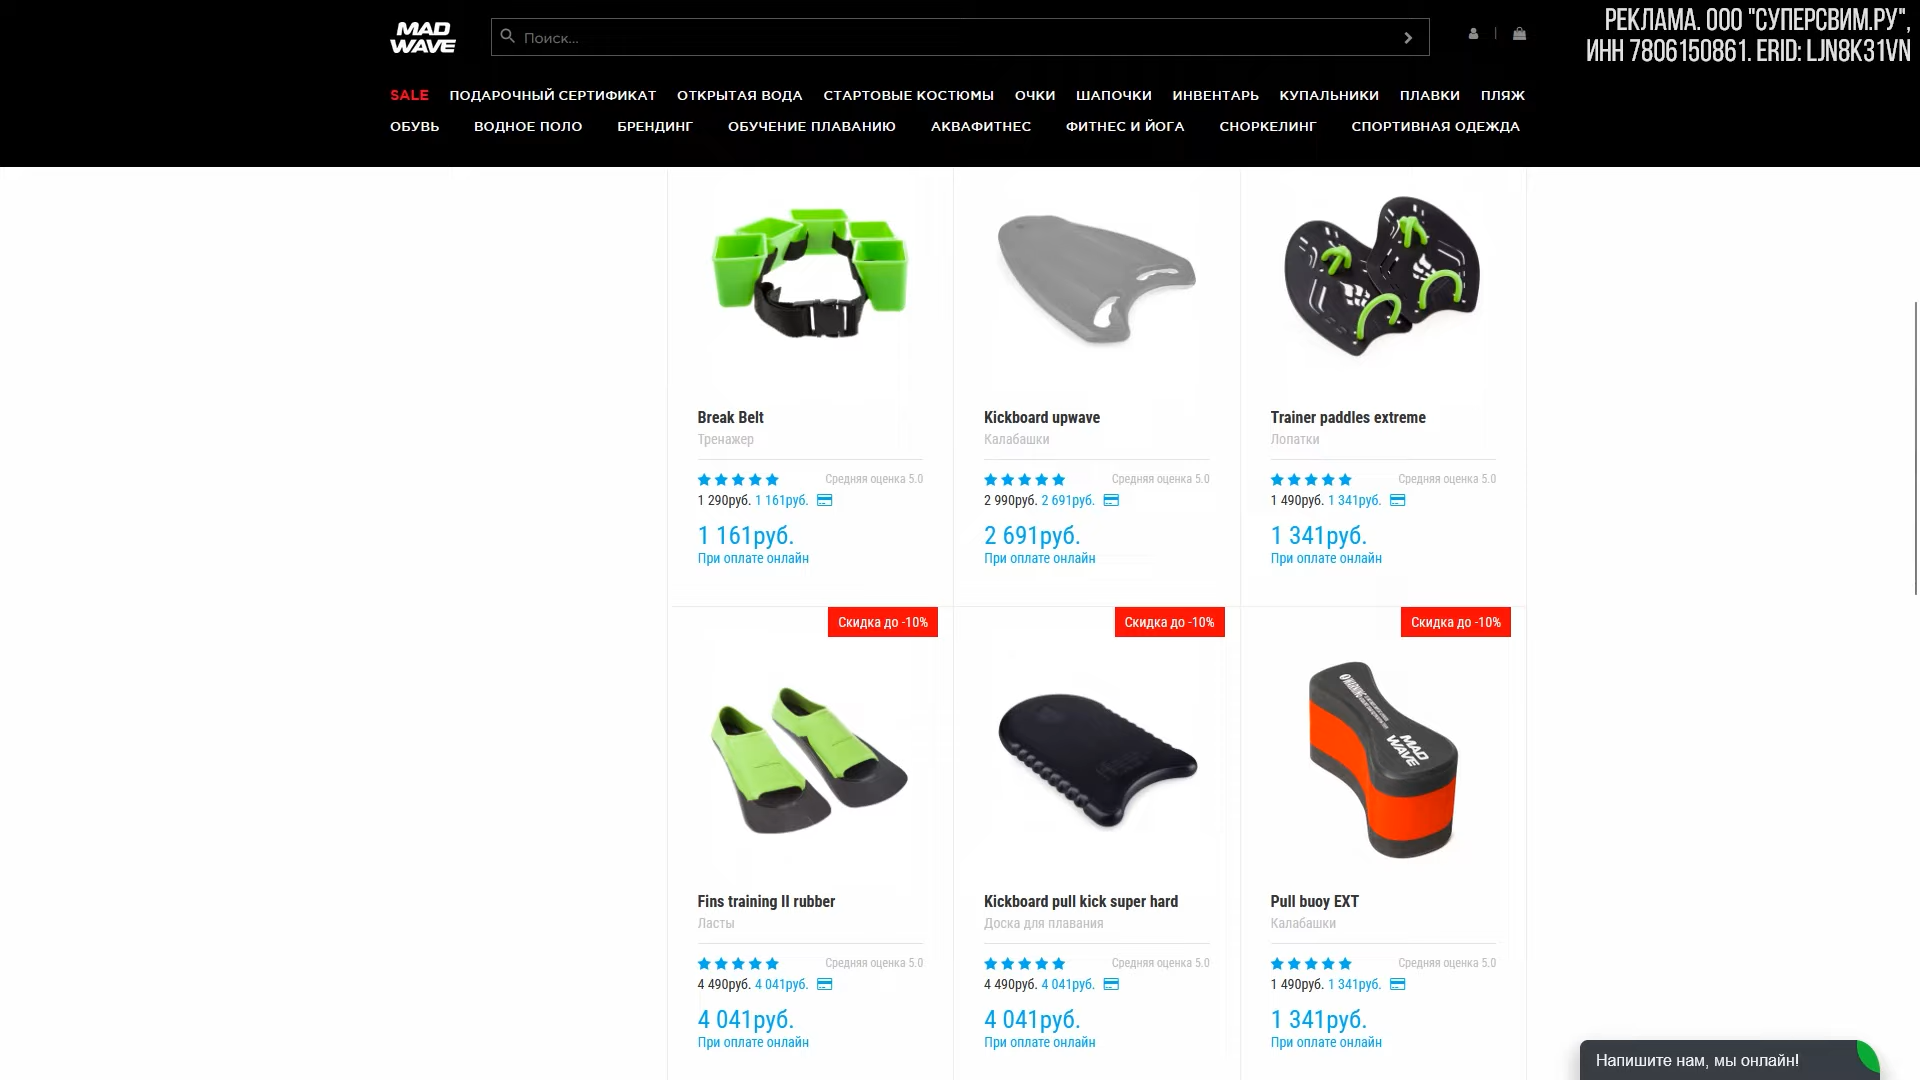 MAD WAVE
Поиск...
РЕКЛАМА. ООО "СУПЕРСВИМ.РУ",
ИНН 7806150861. ERID: LJN8K31VN
SALE ПОДАРОЧНЫЙ СЕРТИФИКАТ ОТКРЫТАЯ ВОДА СТАРТОВЫЕ КОСТЮМЫ ОЧКИ ШАПОЧКИ ИНВЕНТАРЬ КУПАЛЬНИКИ ПЛАВКИ ПЛЯЖ
ОБУВЬ ВОДНОЕ ПОЛО БРЕНДИНГ ОБУЧЕНИЕ ПЛАВАНИЮ АКВАФИТНЕС ФИТНЕС И ЙОГА СНОРКЕЛИНГ СПОРТИВНАЯ ОДЕЖДА
Break Belt
Тренажер
Средняя оценка 5.0
1 290руб. 1 161руб.
1 161руб.
При оплате онлайн
Kickboard upwave
Калабашки
Средняя оценка 5.0
2 990руб. 2 691руб.
2 691руб.
При оплате онлайн
Trainer paddles extreme
Лопатки
Средняя оценка 5.0
1 490руб. 1 341руб.
1 341руб.
При оплате онлайн
Скидка до -10%
Fins training II rubber
Ласты
Средняя оценка 5.0
4 490руб. 4 041руб.
4 041руб.
При оплате онлайн
Скидка до -10%
Kickboard pull kick super hard
Доска для плавания
Средняя оценка 5.0
4 490руб. 4 041руб.
4 041руб.
При оплате онлайн
Скидка до -10%
MAD
WAVE
Pull buoy EXT
Калабашки
Средняя оценка 5.0
1 490руб. 1 341руб.
1 341руб.
При оплате онлайн
Напишите нам, мы онлайн!